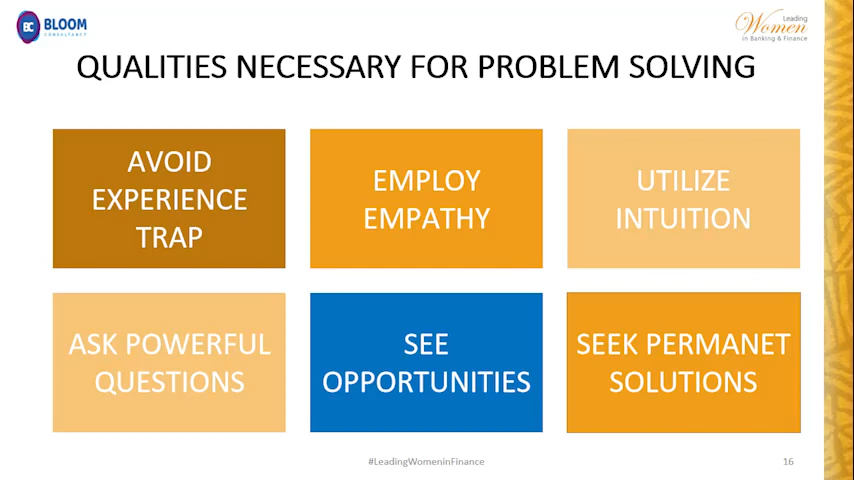 BC BLOOM
CONSULTANCY
Leading
Women
in Banking & Finance
QUALITIES NECESSARY FOR PROBLEM SOLVING
AVOID
EXPERIENCE
TRAP
EMPLOY
EMPATHY
UTILIZE
INTUITION
ASK POWERFUL
QUESTIONS
SEE
OPPORTUNITIES
SEEK PERMANET
SOLUTIONS
#LeadingWomeninFinance
16